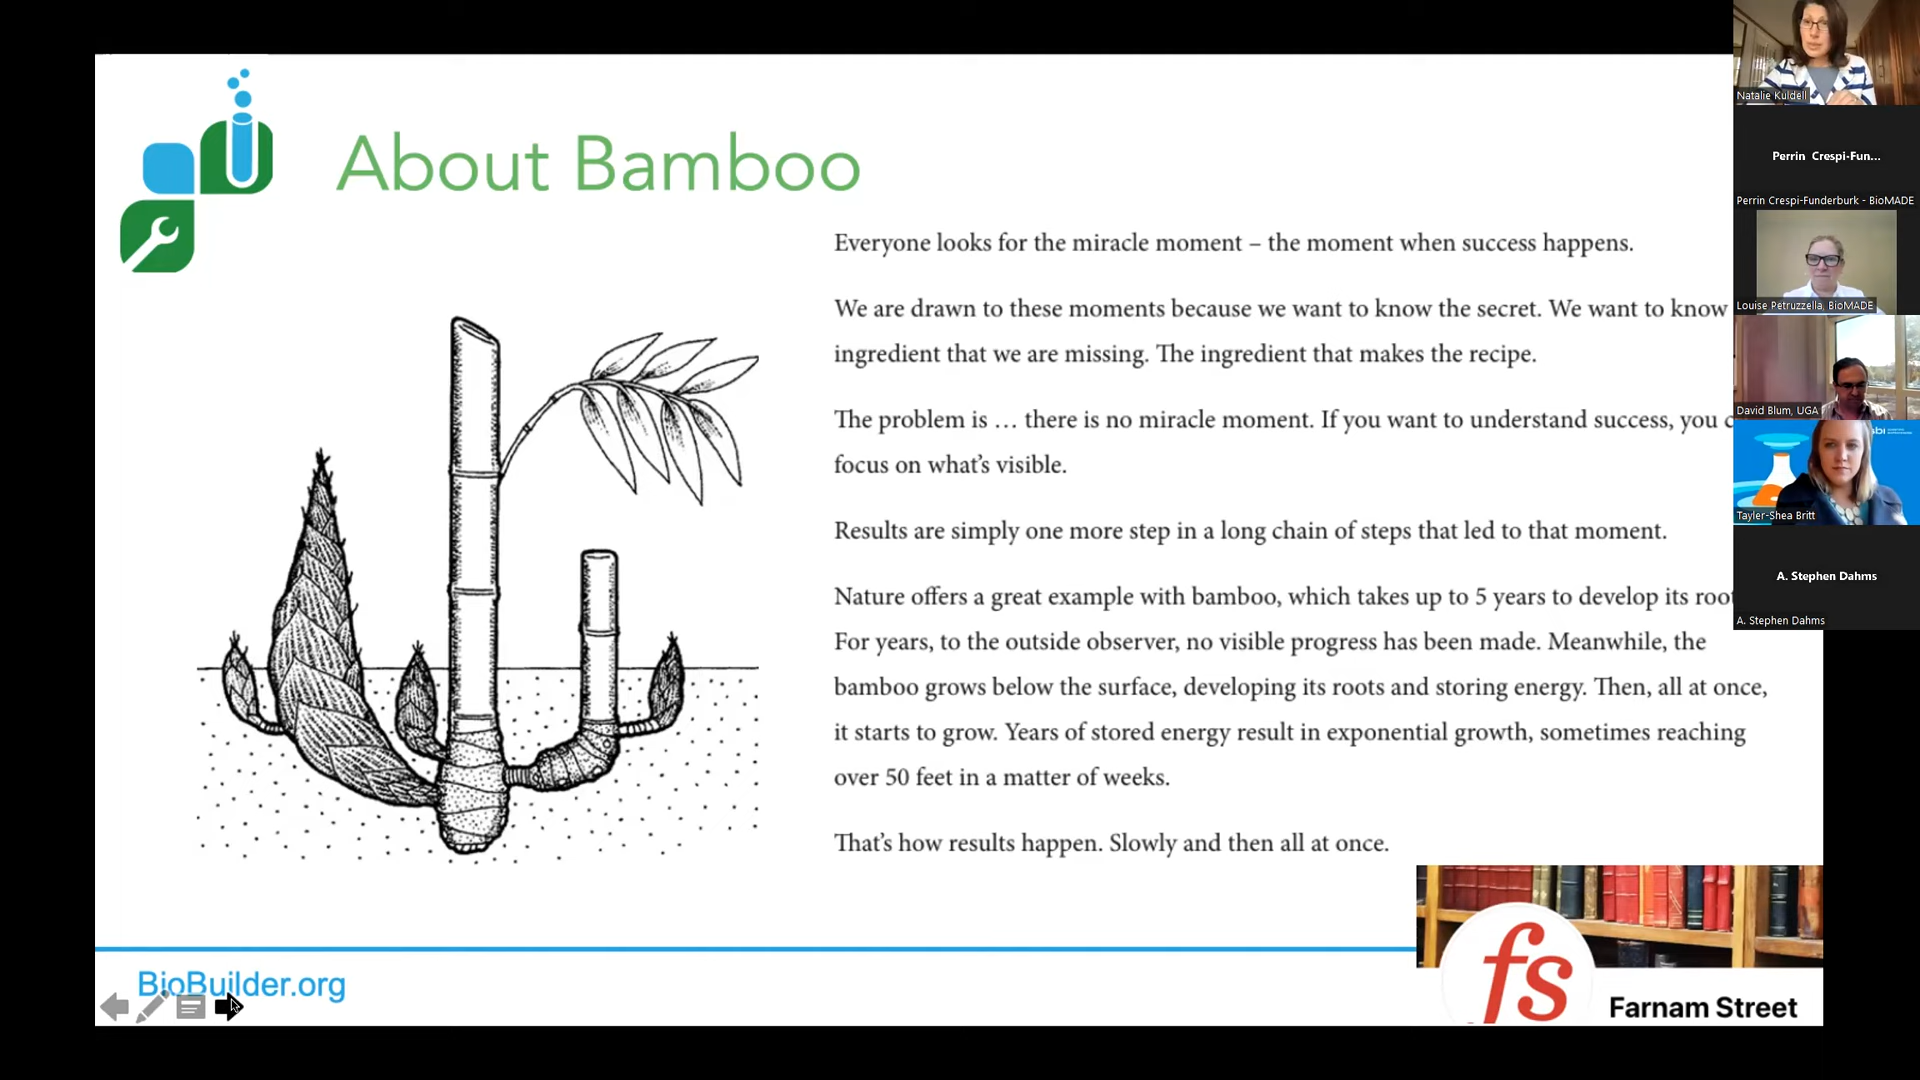 About Bamboo
Everyone looks for the miracle moment – the moment when success happens.
We are drawn to these moments because we want to know the secret. We want to know
ingredient that we are missing. The ingredient that makes the recipe.
The problem is … there is no miracle moment. If you want to understand success, you
focus on what's visible.
Results are simply one more step in a long chain of steps that led to that moment.
Nature offers a great example with bamboo, which takes up to 5 years to develop its
For years, to the outside observer, no visible progress has been made. Meanwhile, the
bamboo grows below the surface, developing its roots and storing energy. Then, all at once,
it starts to grow. Years of stored energy result in exponential growth, sometimes reaching
over 50 feet in a matter of weeks.
That's how results happen. Slowly and then all at once.
BioBuilder.org
fs
Farnam Street
Natalie Kuldell
Perrin Crespi-Fun...
Perrin Crespi-Funderburk - BioMADE
Louise Petruzzella, BioMADE
David Blum, UGA
Tayler-Shea Britt
A. Stephen Dahms
A. Stephen Dahms